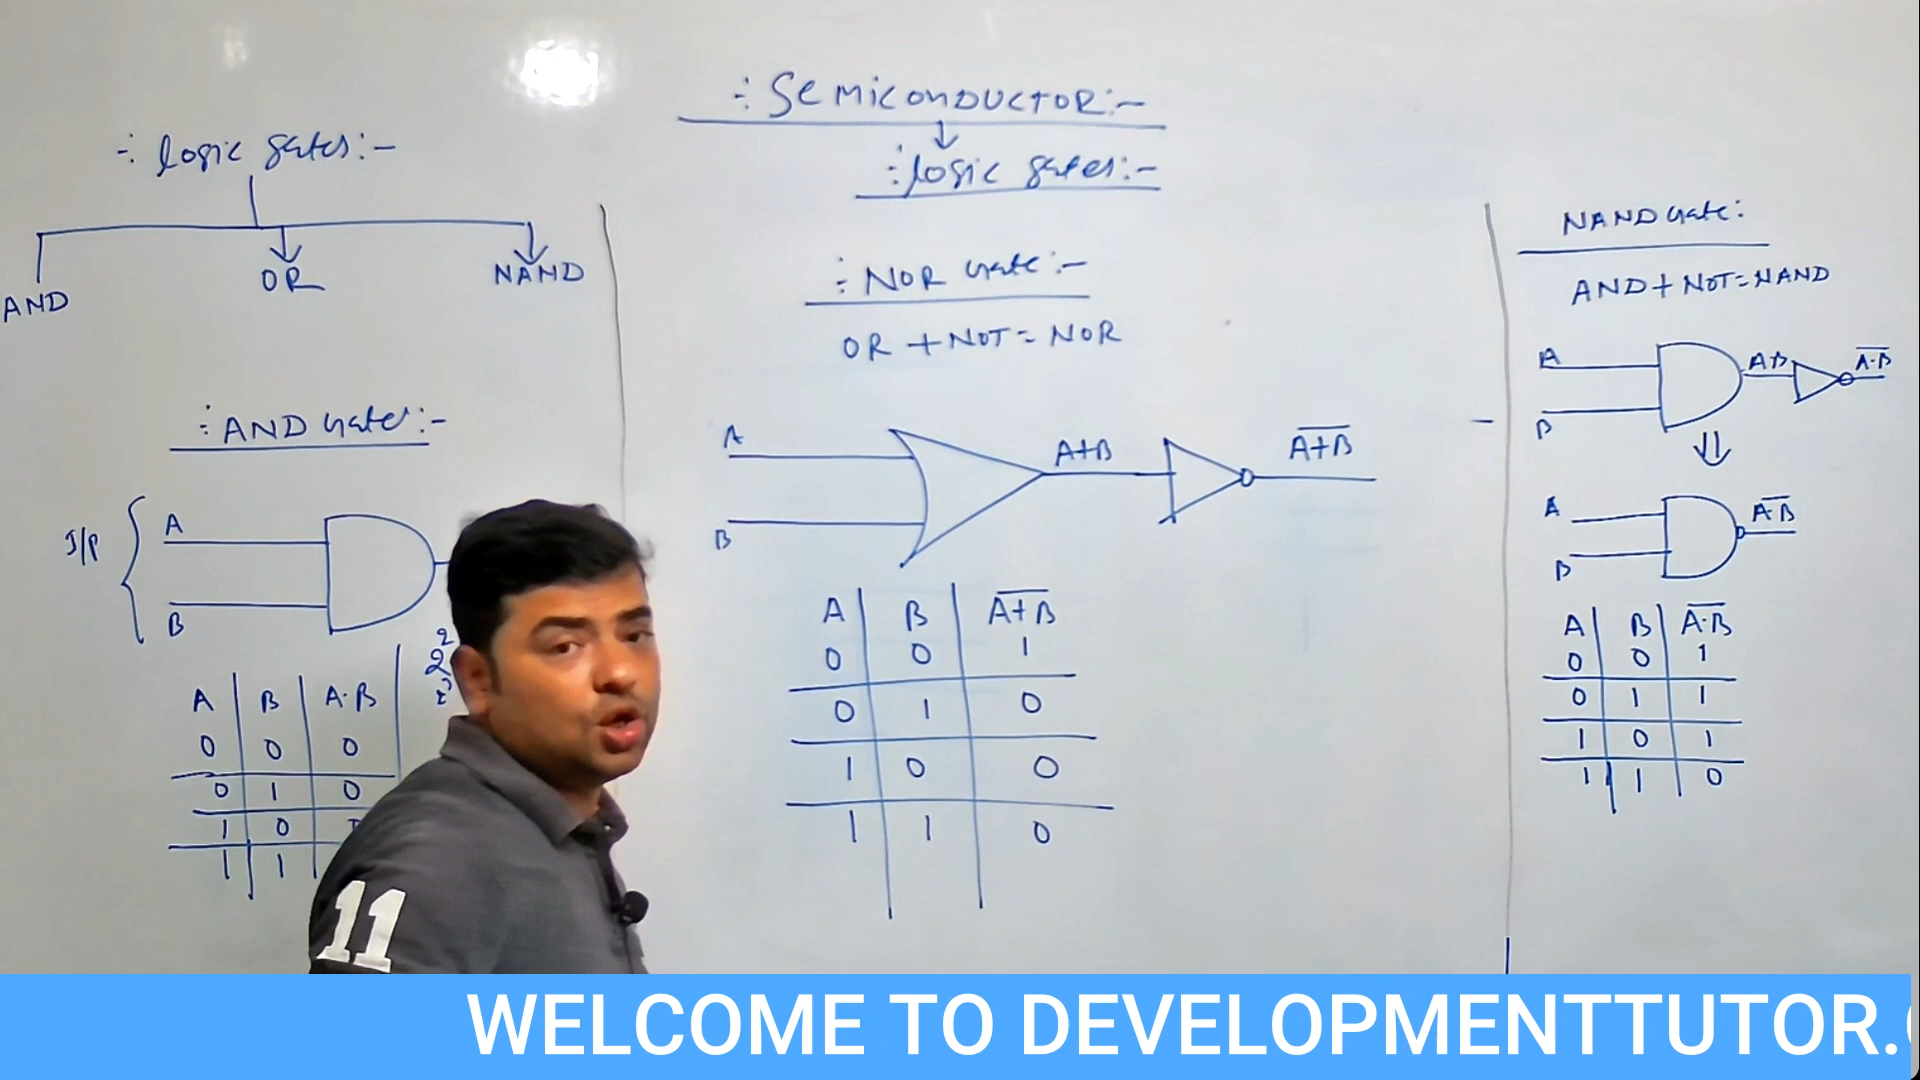 :- SEMICONDUCTOR:-
:- logic gates:-
:- logic gates:-
AND
OR
NAND
:- AND Gate:-
I/P
A
B
2²
A B A·B
0 0 0
0 1 0
1 0
1 1
:- NOR Gate:-
OR + NOT = NOR
A
B
A+B
A̅+̅B̅
A B A̅+̅B̅
0 0 1
0 1 0
1 0 0
1 1 0
NAND Gate:
AND + NOT = NAND
A
B
AB
A̅·̅B̅
A
B
A̅·̅B̅
A B A̅·̅B̅
0 0 1
0 1 1
1 0 1
1 1 0
11
WELCOME TO DEVELOPMENTTUTOR.